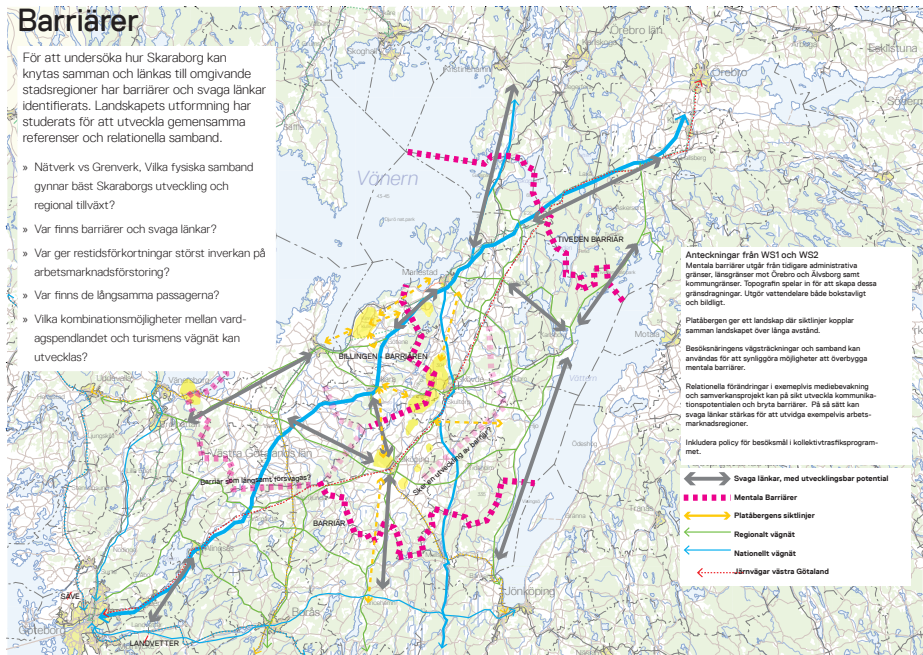 Barriärer
För att undersöka hur Skaraborg kan
knytas samman och länkas till omgivande
stadsregioner har barriärer och svaga länkar
identifierats. Landskapets utformning har
studerats för att utveckla gemensamma
referenser och relationella samband.
» Nätverk vs Grenverk, Vilka fysiska samband
gynnar bäst Skaraborgs utveckling och
regional tillväxt?
» Var finns barriärer och svaga länkar?
» Var ger restidsförkortningar störst inverkan på
arbetsmarknadsförstoring?
» Var finns de långsamma passagerna?
» Vilka kombinationsmöjligheter mellan vard-
agspendlandet och turismens vägnät kan
utvecklas?
Örebro län
Eskilstuna
Skoghall
Kristinehamn
Örebro
Vänern
TIVEDEN BARRIÄR
Mariestad
BILLINGEN - BARRIÄREN
Motala
Vättern
Västra Götalands län
Barriär som långsamt försvagas?
Sker en utveckling av barriär?
BARRIÄR
Tranås
SÄVE
Göteborg
LANDVETTER
Borås
Jönköping
Anteckningar från WS1 och WS2
Mentala barriärer utgår från tidigare administrativa
gränser, länsgränser mot Örebro och Älvsborg samt
kommungränser. Topografin spelar in för att skapa dessa
gränsdragningar. Utgör vattendelare både bokstavligt
och bildligt.
Platåbergen ger ett landskap där siktlinjer kopplar
samman landskapet över långa avstånd.
Besöksnäringens vägsträckningar och samband kan
användas för att synliggöra möjligheter att överbygga
mentala barriärer.
Relationella förändringar i exempelvis mediebevakning
och samverkansprojekt kan på sikt utveckla kommunika-
tionspotentialen och bryta barriärer. På så sätt kan
svaga länkar stärkas för att utvidga exempelvis arbets-
marknadsregioner.
Inkludera policy för besöksmål i kollektivtrafiksprogram-
met.
Svaga länkar, med utvecklingsbar potential
Mentala Barriärer
Platåbergens siktlinjer
Regionalt vägnät
Nationellt vägnät
Järnvägar västra Götaland